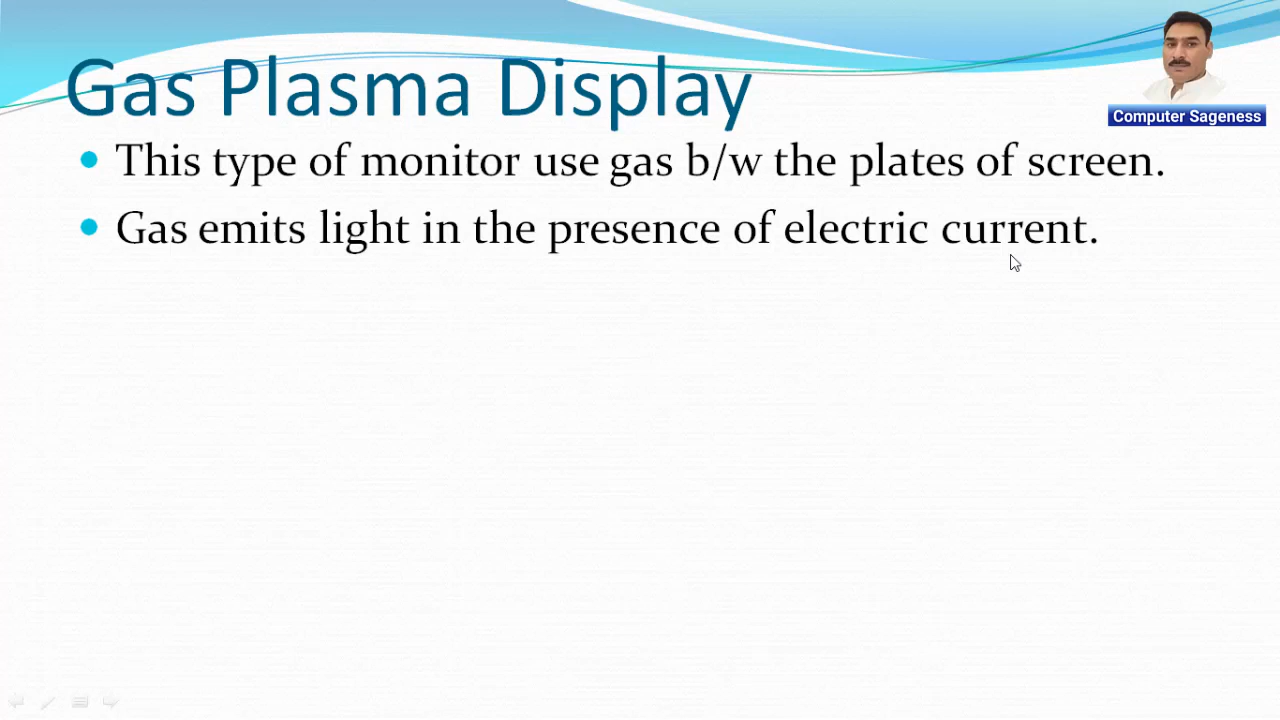 Gas Plasma Display
Computer Sageness
• This type of monitor use gas b/w the plates of screen.
• Gas emits light in the presence of electric current.